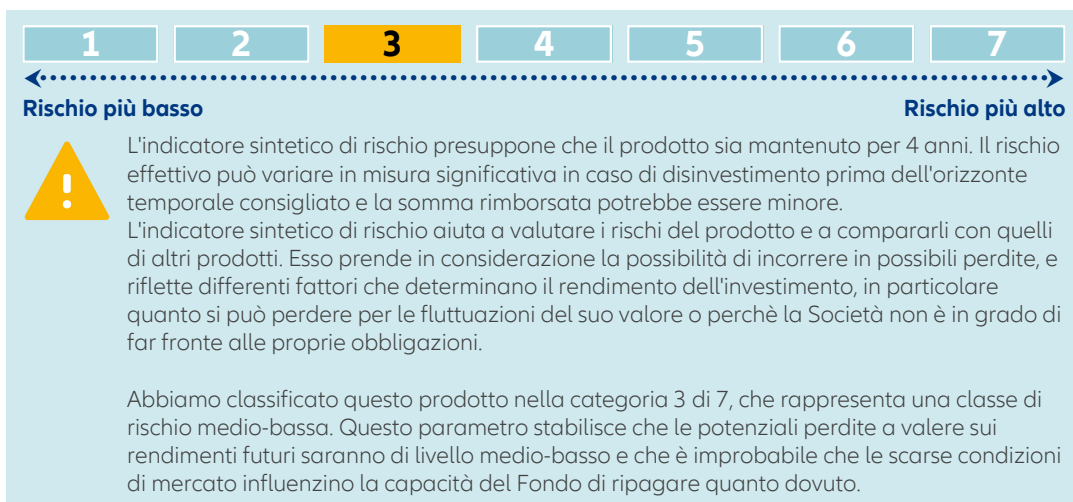 1 2 3 4 5 6 7
Rischio più basso Rischio più alto
L'indicatore sintetico di rischio presuppone che il prodotto sia mantenuto per 4 anni. Il rischio
effettivo può variare in misura significativa in caso di disinvestimento prima dell'orizzonte
temporale consigliato e la somma rimborsata potrebbe essere minore.
L'indicatore sintetico di rischio aiuta a valutare i rischi del prodotto e a compararli con quelli
di altri prodotti. Esso prende in considerazione la possibilità di incorrere in possibili perdite, e
riflette differenti fattori che determinano il rendimento dell'investimento, in particolare
quanto si può perdere per le fluttuazioni del suo valore o perchè la Società non è in grado di
far fronte alle proprie obbligazioni.
Abbiamo classificato questo prodotto nella categoria 3 di 7, che rappresenta una classe di
rischio medio-bassa. Questo parametro stabilisce che le potenziali perdite a valere sui
rendimenti futuri saranno di livello medio-basso e che è improbabile che le scarse condizioni
di mercato influenzino la capacità del Fondo di ripagare quanto dovuto.